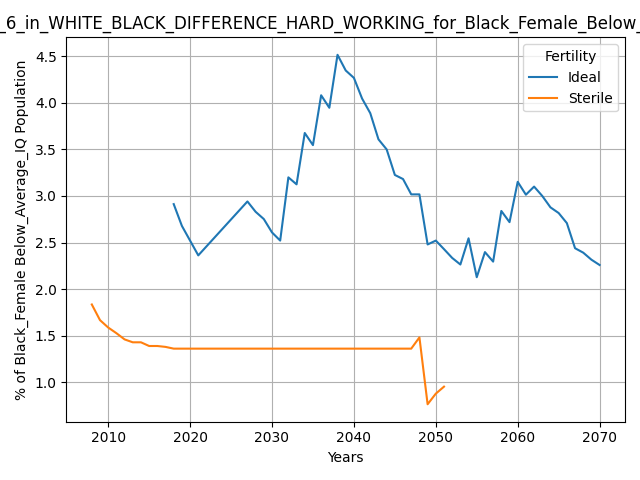 _6_in_WHITE_BLACK_DIFFERENCE_HARD_WORKING_for_Black_Female_Below_
Fertility
Ideal
Sterile
% of Black_Female Below_Average_IQ Population
4.5
4.0
3.5
3.0
2.5
2.0
1.5
1.0
2010 2020 2030 2040 2050 2060 2070
Years